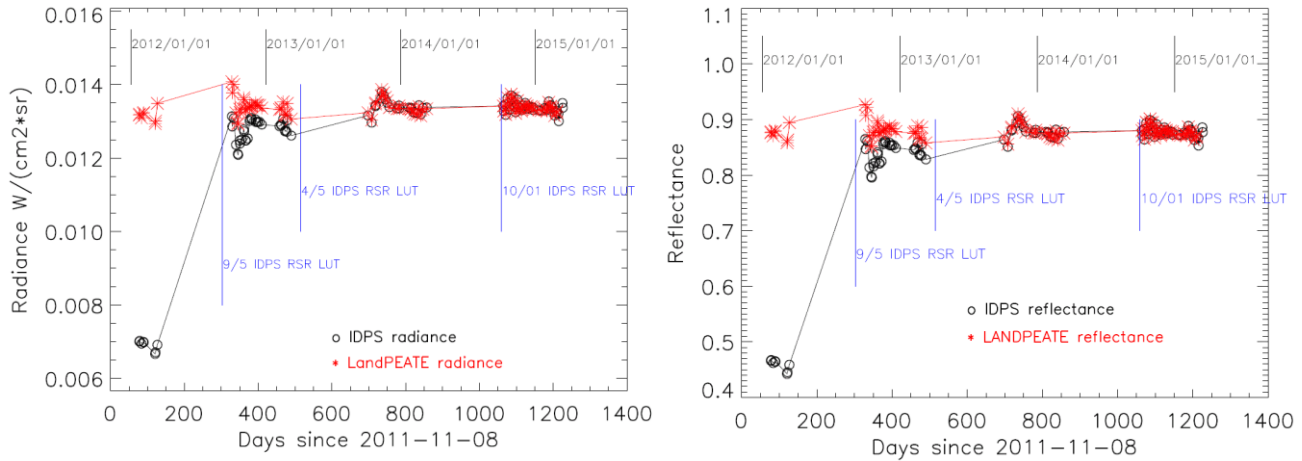 0.016
0.014
0.012
0.010
0.008
0.006
Radiance W/(cm2*sr)
2012/01/01
2013/01/01
2014/01/01
2015/01/01
4/5 IDPS RSR LUT
10/01 IDPS RSR LUT
9/5 IDPS RSR LUT
IDPS radiance
LandPEATE radiance
0 200 400 600 800 1000 1200 1400
Days since 2011-11-08
1.1
1.0
0.9
0.8
0.7
0.6
0.5
0.4
Reflectance
2012/01/01
2013/01/01
2014/01/01
2015/01/01
4/5 IDPS RSR LUT
10/01 IDPS RSR LUT
9/5 IDPS RSR LUT
IDPS reflectance
LANDPEATE reflectance
0 200 400 600 800 1000 1200 1400
Days since 2011-11-08